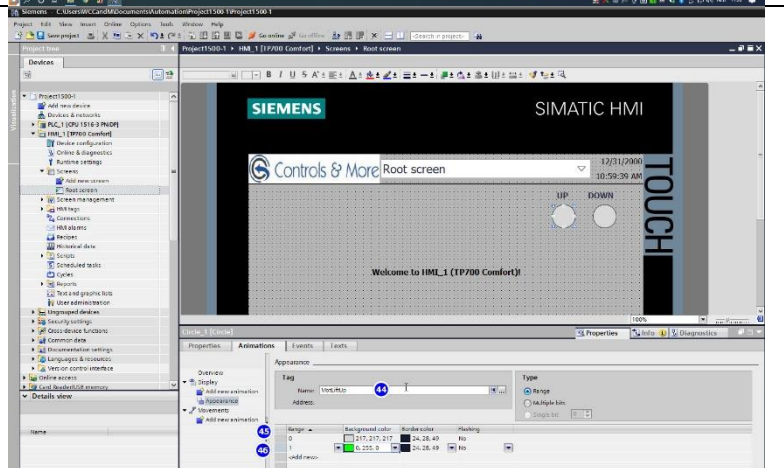 Siemens - C:\Users\WCCandM\Documents\Automation\Project1500-1\Project1500-1
Project Edit View Insert Online Options Tools Window Help
Save project Go online Go offline <Search in project>
Project tree
Project1500-1 ▸ HMI_1 [TP700 Comfort] ▸ Screens ▸ Root screen
Devices
Visualization
Project1500-1
Add new device
Devices & networks
PLC_1 [CPU 1516-3 PN/DP]
HMI_1 [TP700 Comfort]
Device configuration
Online & diagnostics
Runtime settings
Screens
Add new screen
Root screen
Screen management
HMI tags
Connections
HMI alarms
Recipes
Historical data
Scripts
Scheduled tasks
Cycles
Reports
Text and graphic lists
User administration
Ungrouped devices
Security settings
Cross-device functions
Common data
Documentation settings
Languages & resources
Version control interface
Online access
Card Reader/USB memory
Details view
Name
SIEMENS
SIMATIC HMI
TOUCH
Controls & More
Root screen
12/31/2000
10:59:39 AM
UP DOWN
Welcome to HMI_1 (TP700 Comfort)!
100%
Circle_1 [Circle]
Properties Info Diagnostics
Properties Animations Events Texts
Overview
Display
Add new animation
Appearance
Movements
Add new animation
Appearance
Tag
Name: MotLiftUp
44
Address:
Type
Range
Multiple bits
Single bit 0
45
46
Range Background color Border color Flashing
0 217, 217, 217 24, 28, 49 No
1 0, 255, 0 24, 28, 49 No
<Add new>